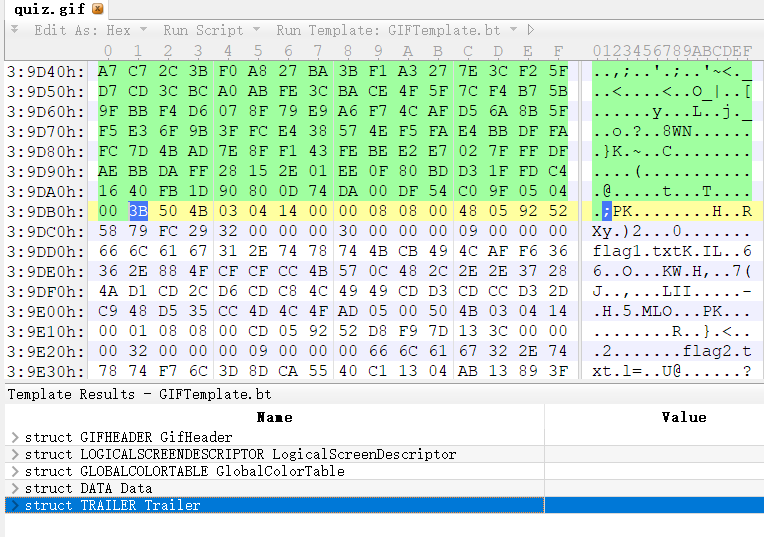 quiz.gif
Edit As: Hex Run Script Run Template: GIFTemplate.bt
0 1 2 3 4 5 6 7 8 9 A B C D E F 0123456789ABCDEF
3:9D40h: A7 C7 2C 3B F0 A8 27 BA 3B F1 A3 27 7E 3C F2 5F ..,;..'.;..'~<._
3:9D50h: D7 CD 3C BC A0 AB FE 3C BA CE 4F 5F 7C F4 B7 5B ..<....<..O_|..[
3:9D60h: 9F BB F4 D6 07 8F 79 E9 A6 F7 4C AF D5 6A 8B 5F ......y...L..j._
3:9D70h: F5 E3 6F 9B 3F FC E4 38 57 4E F5 FA E4 BB DF FA ..o.?..8WN......
3:9D80h: FC 7D 4B AD 7E 8F F1 43 FE BE E2 E7 02 7F FF DF .}K.~..C........
3:9D90h: AE BB DA FF 28 15 2E 01 EE 0F 80 BD D3 1F FD C4 ....(...........
3:9DA0h: 16 40 FB 1D 90 80 0D 74 DA 00 DF 54 C0 9F 05 04 .@.....t...T....
3:9DB0h: 00 3B 50 4B 03 04 14 00 00 08 08 00 48 05 92 52 .;PK........H..R
3:9DC0h: 58 79 FC 29 32 00 00 00 30 00 00 00 09 00 00 00 Xy.)2...0.......
3:9DD0h: 66 6C 61 67 31 2E 74 78 74 4B CB 49 4C AF F6 36 flag1.txtK.IL..6
3:9DE0h: 36 2E 88 4F CF CF CC 4B 57 0C 48 2C 2E 2E 37 28 6..O...KW.H,..7(
3:9DF0h: 4A D1 CD 2C D6 CD C8 4C 49 49 CD D3 CD CC D3 2D J..,...LII.....-
3:9E00h: C9 48 D5 35 CC 4D 4C 4F AD 05 00 50 4B 03 04 14 .H.5.MLO...PK...
3:9E10h: 00 01 08 08 00 CD 05 92 52 D8 F9 7D 13 3C 00 00 ........R..}.<..
3:9E20h: 00 32 00 00 00 09 00 00 00 66 6C 61 67 32 2E 74 .2.......flag2.t
3:9E30h: 78 74 F7 6C 3D 8D CA 55 40 C1 13 04 AB 13 89 3F xt.l=..U@......?
Template Results - GIFTemplate.bt
Name Value
struct GIFHEADER GifHeader
struct LOGICALSCREENDESCRIPTOR LogicalScreenDescriptor
struct GLOBALCOLORTABLE GlobalColorTable
struct DATA Data
struct TRAILER Trailer